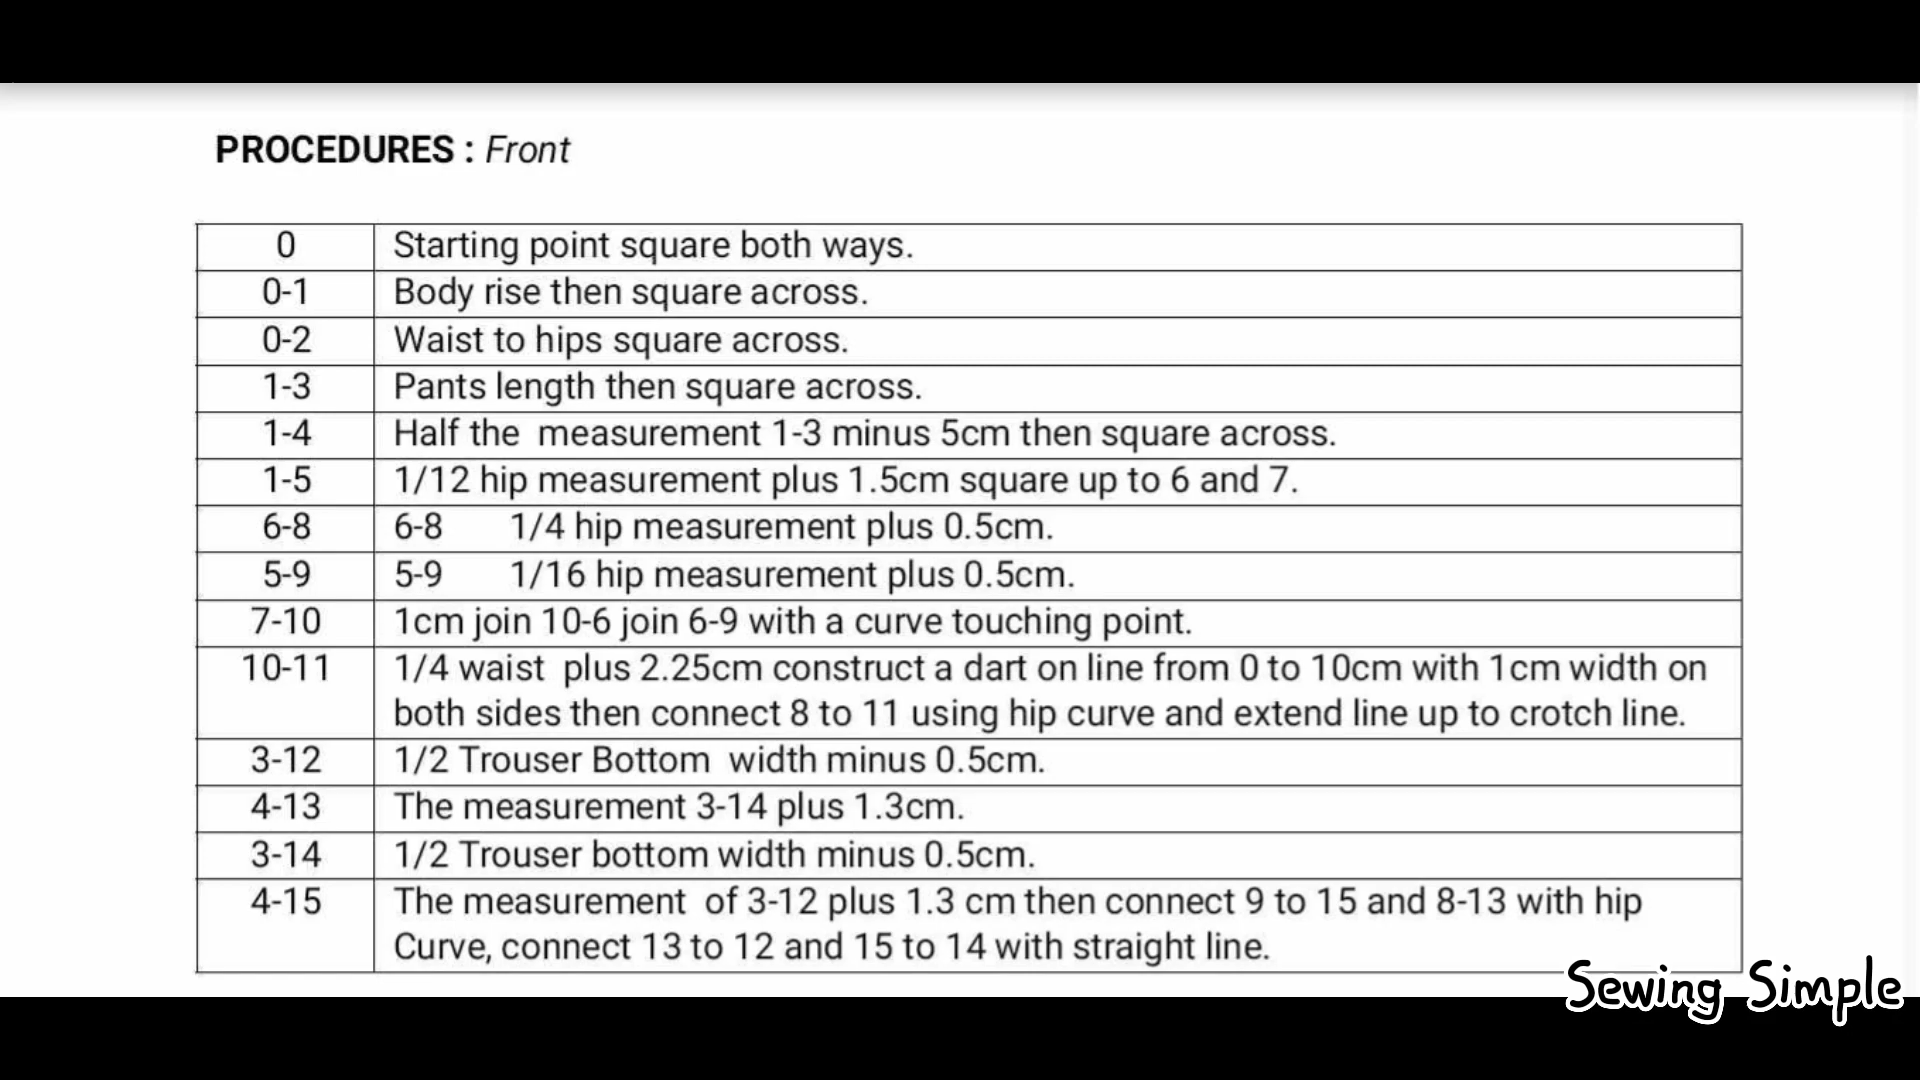 PROCEDURES : Front
0 Starting point square both ways.
0-1 Body rise then square across.
0-2 Waist to hips square across.
1-3 Pants length then square across.
1-4 Half the measurement 1-3 minus 5cm then square across.
1-5 1/12 hip measurement plus 1.5cm square up to 6 and 7.
6-8 6-8 1/4 hip measurement plus 0.5cm.
5-9 5-9 1/16 hip measurement plus 0.5cm.
7-10 1cm join 10-6 join 6-9 with a curve touching point.
10-11 1/4 waist plus 2.25cm construct a dart on line from 0 to 10cm with 1cm width on
both sides then connect 8 to 11 using hip curve and extend line up to crotch line.
3-12 1/2 Trouser Bottom width minus 0.5cm.
4-13 The measurement 3-14 plus 1.3cm.
3-14 1/2 Trouser bottom width minus 0.5cm.
4-15 The measurement of 3-12 plus 1.3 cm then connect 9 to 15 and 8-13 with hip
Curve, connect 13 to 12 and 15 to 14 with straight line.
Sewing Simple